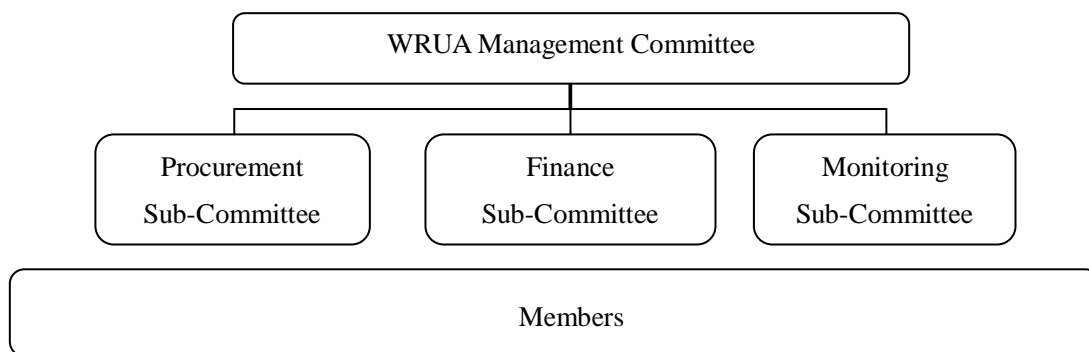 WRUA Management Committee
Procurement
Sub-Committee
Finance
Sub-Committee
Monitoring
Sub-Committee
Members